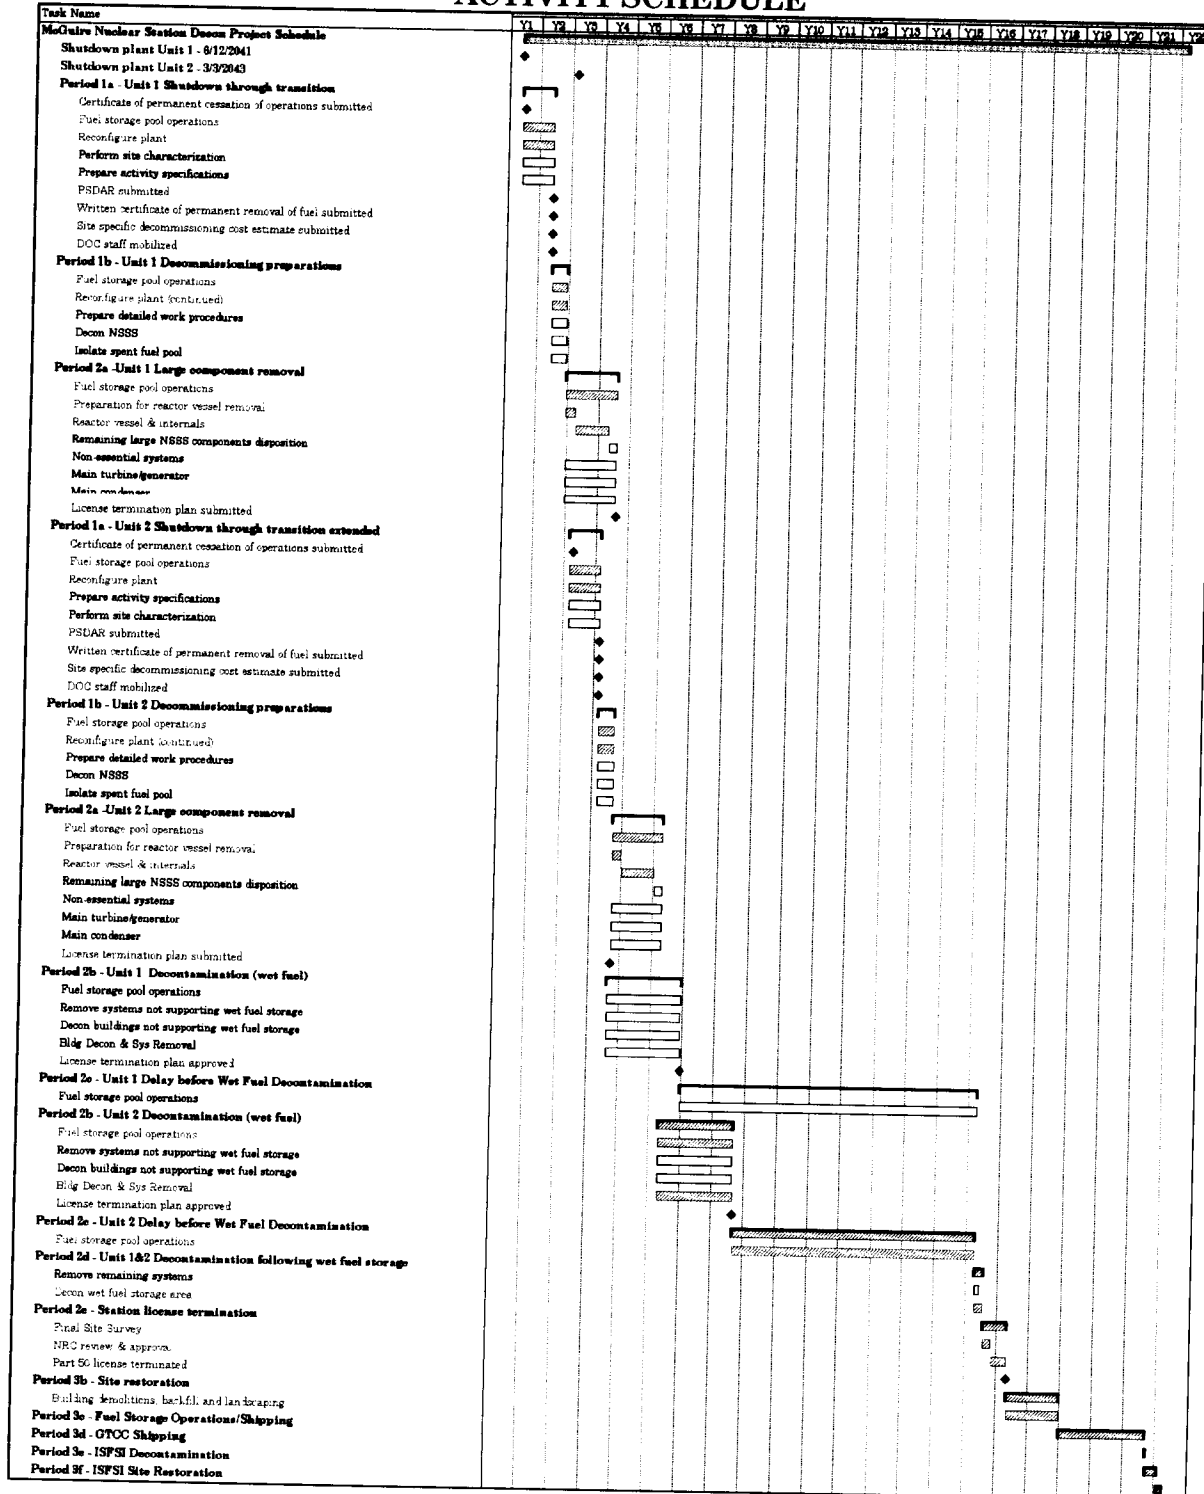 ACTIVITY SCHEDULE
Task Name
Y1 Y2 Y3 Y4 Y5 Y6 Y7 Y8 Y9 Y10 Y11 Y12 Y13 Y14 Y15 Y16 Y17 Y18 Y19 Y20 Y21
McGuire Nuclear Station Decon Project Schedule
Shutdown plant Unit 1 - 6/12/2041
Shutdown plant Unit 2 - 3/3/2043
Period 1a - Unit 1 Shutdown through transition
Certificate of permanent cessation of operations submitted
Fuel storage pool operations
Reconfigure plant
Perform site characterization
Prepare activity specifications
PSDAR submitted
Written certificate of permanent removal of fuel submitted
Site specific decommissioning cost estimate submitted
DOC staff mobilized
Period 1b - Unit 1 Decommissioning preparations
Fuel storage pool operations
Reconfigure plant (continued)
Prepare detailed work procedures
Decon NSSS
Isolate spent fuel pool
Period 2a -Unit 1 Large component removal
Fuel storage pool operations
Preparation for reactor vessel removal
Reactor vessel & internals
Remaining large NSSS components disposition
Non-essential systems
Main turbine/generator
Main condenser
License termination plan submitted
Period 1a - Unit 2 Shutdown through transition extended
Certificate of permanent cessation of operations submitted
Fuel storage pool operations
Reconfigure plant
Prepare activity specifications
Perform site characterization
PSDAR submitted
Written certificate of permanent removal of fuel submitted
Site specific decommissioning cost estimate submitted
DOC staff mobilized
Period 1b - Unit 2 Decommissioning preparations
Fuel storage pool operations
Reconfigure plant (continued)
Prepare detailed work procedures
Decon NSSS
Isolate spent fuel pool
Period 2a -Unit 2 Large component removal
Fuel storage pool operations
Preparation for reactor vessel removal
Reactor vessel & internals
Remaining large NSSS components disposition
Non-essential systems
Main turbine/generator
Main condenser
License termination plan submitted
Period 2b - Unit 1 Decontamination (wet fuel)
Fuel storage pool operations
Remove systems not supporting wet fuel storage
Decon buildings not supporting wet fuel storage
Bldg Decon & Sys Removal
License termination plan approved
Period 2c - Unit 1 Delay before Wet Fuel Decontamination
Fuel storage pool operations
Period 2b - Unit 2 Decontamination (wet fuel)
Fuel storage pool operations
Remove systems not supporting wet fuel storage
Decon buildings not supporting wet fuel storage
Bldg Decon & Sys Removal
License termination plan approved
Period 2c - Unit 2 Delay before Wet Fuel Decontamination
Fuel storage pool operations
Period 2d - Unit 1&2 Decontamination following wet fuel storage
Remove remaining systems
Decon wet fuel storage area
Period 2e - Station license termination
Final Site Survey
NRC review & approval
Part 50 license terminated
Period 3b - Site restoration
Building demolitions, backfill and landscaping
Period 3c - Fuel Storage Operations/Shipping
Period 3d - GTCC Shipping
Period 3e - ISFSI Decontamination
Period 3f - ISFSI Site Restoration